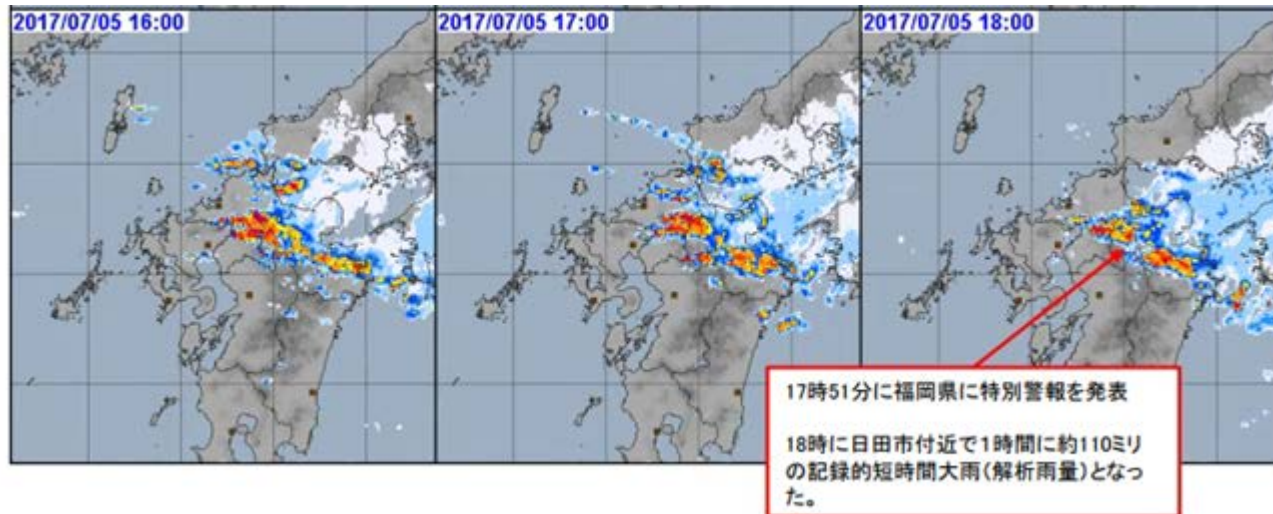 2017/07/05 16:00
2017/07/05 17:00
2017/07/05 18:00
17時51分に福岡県に特別警報を発表
18時に日田市付近で1時間に約110ミリ
の記録的短時間大雨(解析雨量)となっ
た。